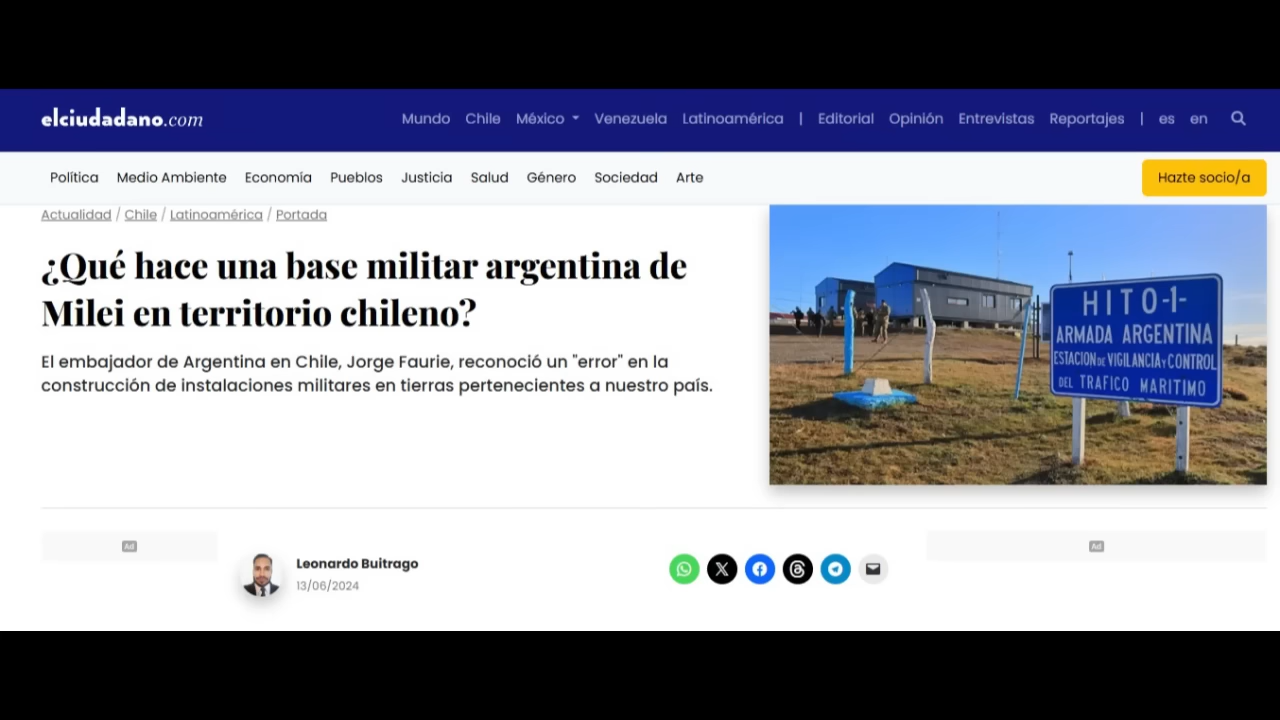 elciudadano.com
Mundo Chile México Venezuela Latinoamérica | Editorial Opinión Entrevistas Reportajes | es en
Política Medio Ambiente Economía Pueblos Justicia Salud Género Sociedad Arte
Hazte socio/a
Actualidad / Chile / Latinoamérica / Portada
¿Qué hace una base militar argentina de
Milei en territorio chileno?
El embajador de Argentina en Chile, Jorge Faurie, reconoció un "error" en la
construcción de instalaciones militares en tierras pertenecientes a nuestro país.
HITO-1-
ARMADA ARGENTINA
ESTACION DE VIGILANCIA Y CONTROL
DEL TRAFICO MARITIMO
Ad
Leonardo Buitrago
13/06/2024
Ad